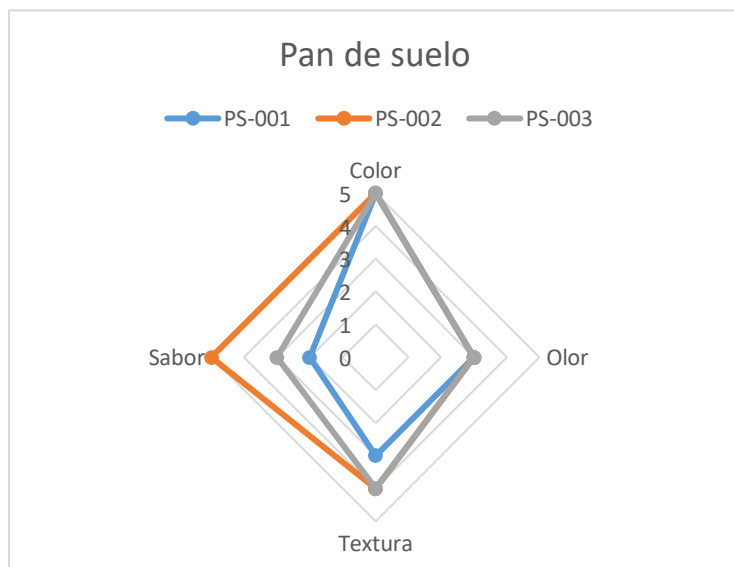 Pan de suelo
PS-001 PS-002 PS-003
Color
5
4
3
2
1
Sabor 0 Olor
Textura